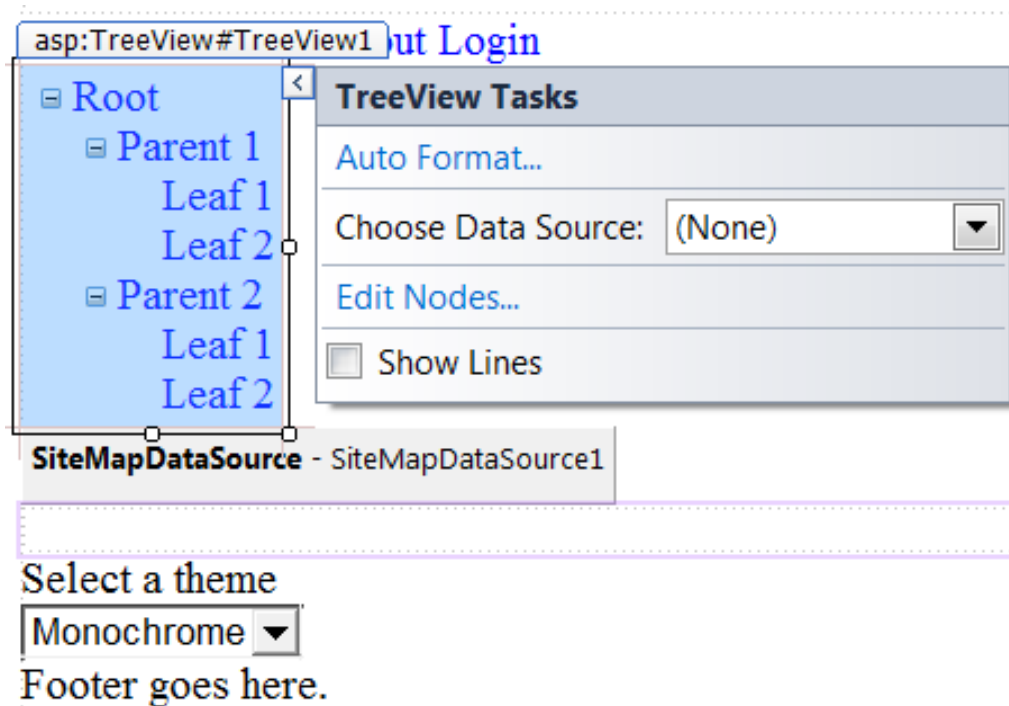 asp:TreeView#TreeView1 ut Login
Root
Parent 1
Leaf 1
Leaf 2
Parent 2
Leaf 1
Leaf 2
TreeView Tasks
Auto Format...
Choose Data Source: (None)
Edit Nodes...
Show Lines
SiteMapDataSource - SiteMapDataSource1
Select a theme
Monochrome
Footer goes here.